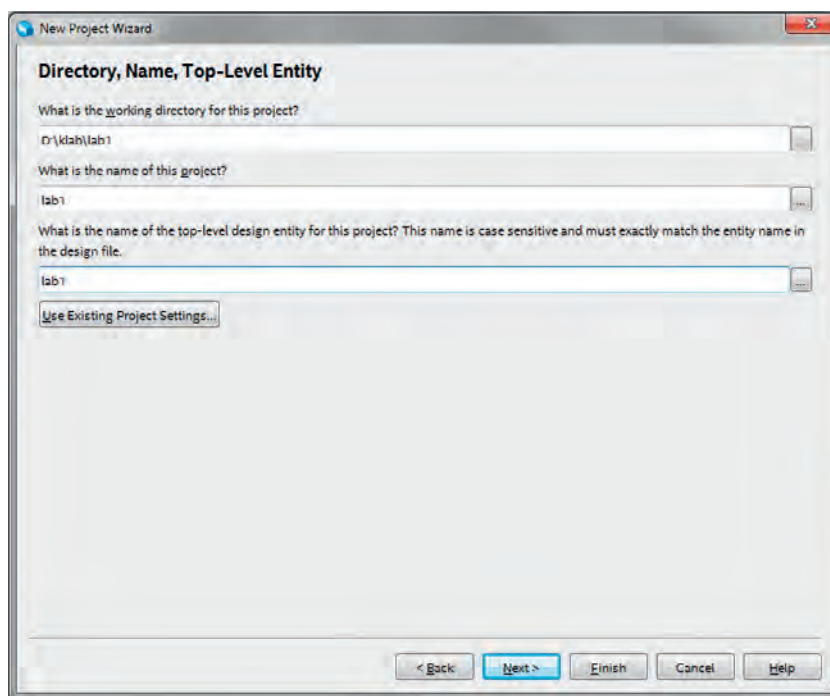 New Project Wizard
Directory, Name, Top-Level Entity
What is the working directory for this project?
D:\klab\lab1
...
What is the name of this project?
lab1
...
What is the name of the top-level design entity for this project? This name is case sensitive and must exactly match the entity name in
the design file.
lab1
...
Use Existing Project Settings...
< Back Next > Finish Cancel Help